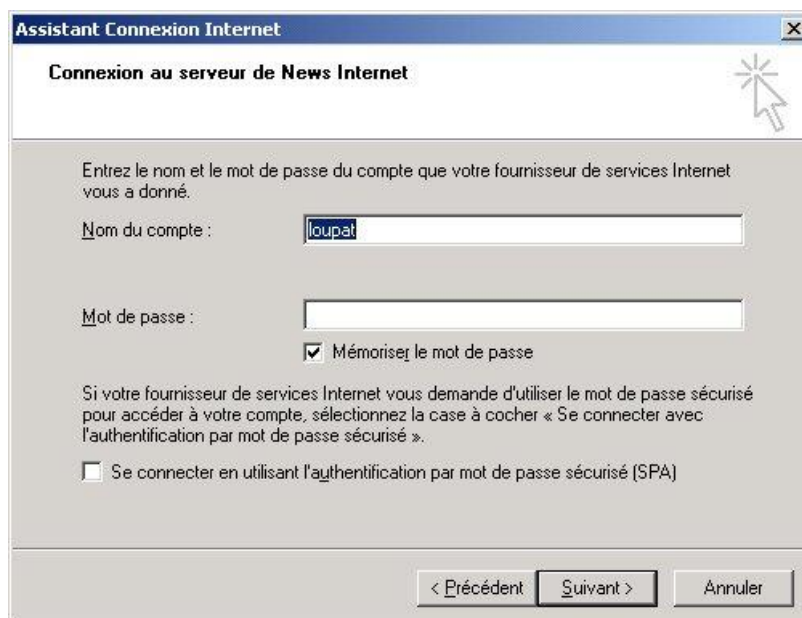 Assistant Connexion Internet
Connexion au serveur de News Internet
Entrez le nom et le mot de passe du compte que votre fournisseur de services Internet
vous a donné.
Nom du compte :
loupat
Mot de passe :
Mémoriser le mot de passe
Si votre fournisseur de services Internet vous demande d'utiliser le mot de passe sécurisé
pour accéder à votre compte, sélectionnez la case à cocher « Se connecter avec
l'authentification par mot de passe sécurisé ».
Se connecter en utilisant l'authentification par mot de passe sécurisé (SPA)
< Précédent Suivant > Annuler